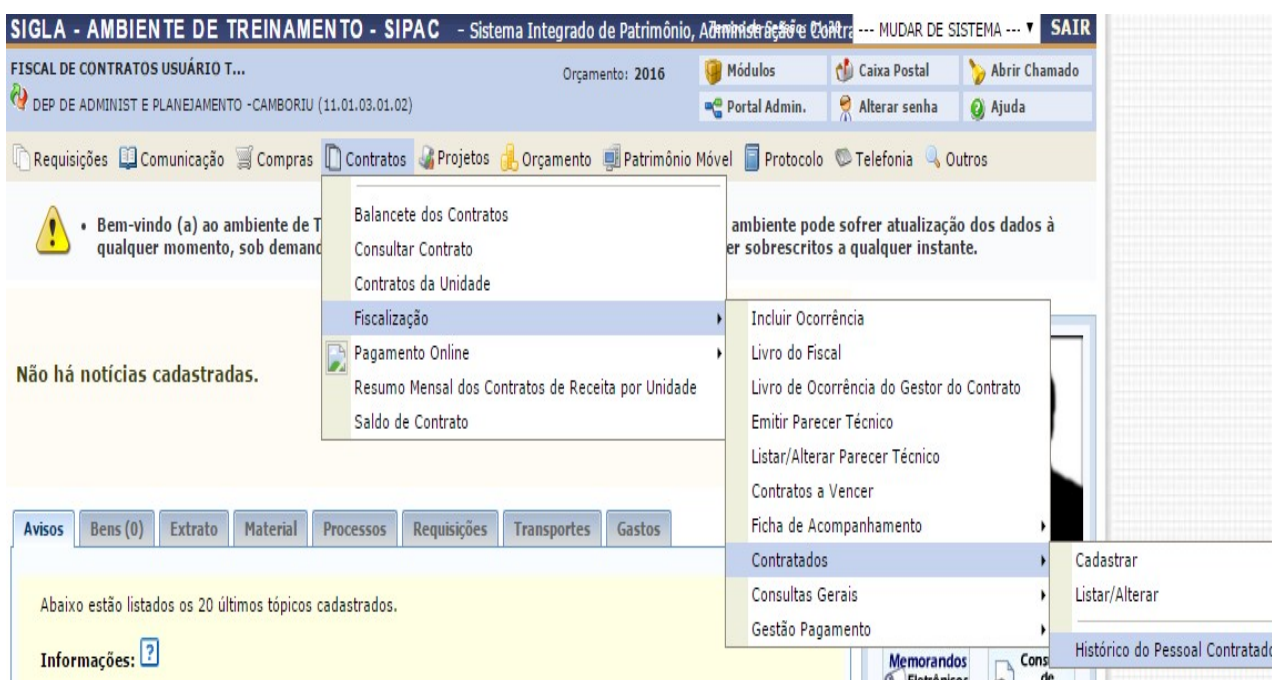 SIGLA - AMBIENTE DE TREINAMENTO - SIPAC - Sistema Integrado de Patrimônio, Administração e Contra --- MUDAR DE SISTEMA --- SAIR
FISCAL DE CONTRATOS USUÁRIO T... Orçamento: 2016 Módulos Caixa Postal Abrir Chamado
DEP DE ADMINIST E PLANEJAMENTO -CAMBORIU (11.01.03.01.02) Portal Admin. Alterar senha Ajuda
Requisições Comunicação Compras Contratos Projetos Orçamento Patrimônio Móvel Protocolo Telefonia Outros
Balancete dos Contratos
Consultar Contrato
Contratos da Unidade
Fiscalização
Pagamento Online
Resumo Mensal dos Contratos de Receita por Unidade
Saldo de Contrato
• Bem-vindo (a) ao ambiente de T ambiente pode sofrer atualização dos dados à
qualquer momento, sob demand er sobrescritos a qualquer instante.
Não há notícias cadastradas.
Incluir Ocorrência
Livro do Fiscal
Livro de Ocorrência do Gestor do Contrato
Emitir Parecer Técnico
Listar/Alterar Parecer Técnico
Contratos a Vencer
Ficha de Acompanhamento
Contratados
Consultas Gerais
Gestão Pagamento
Cadastrar
Listar/Alterar
Histórico do Pessoal Contratado
Avisos Bens (0) Extrato Material Processos Requisições Transportes Gastos
Abaixo estão listados os 20 últimos tópicos cadastrados.
Informações: ?
Memorandos Cons
Eletrônicos de